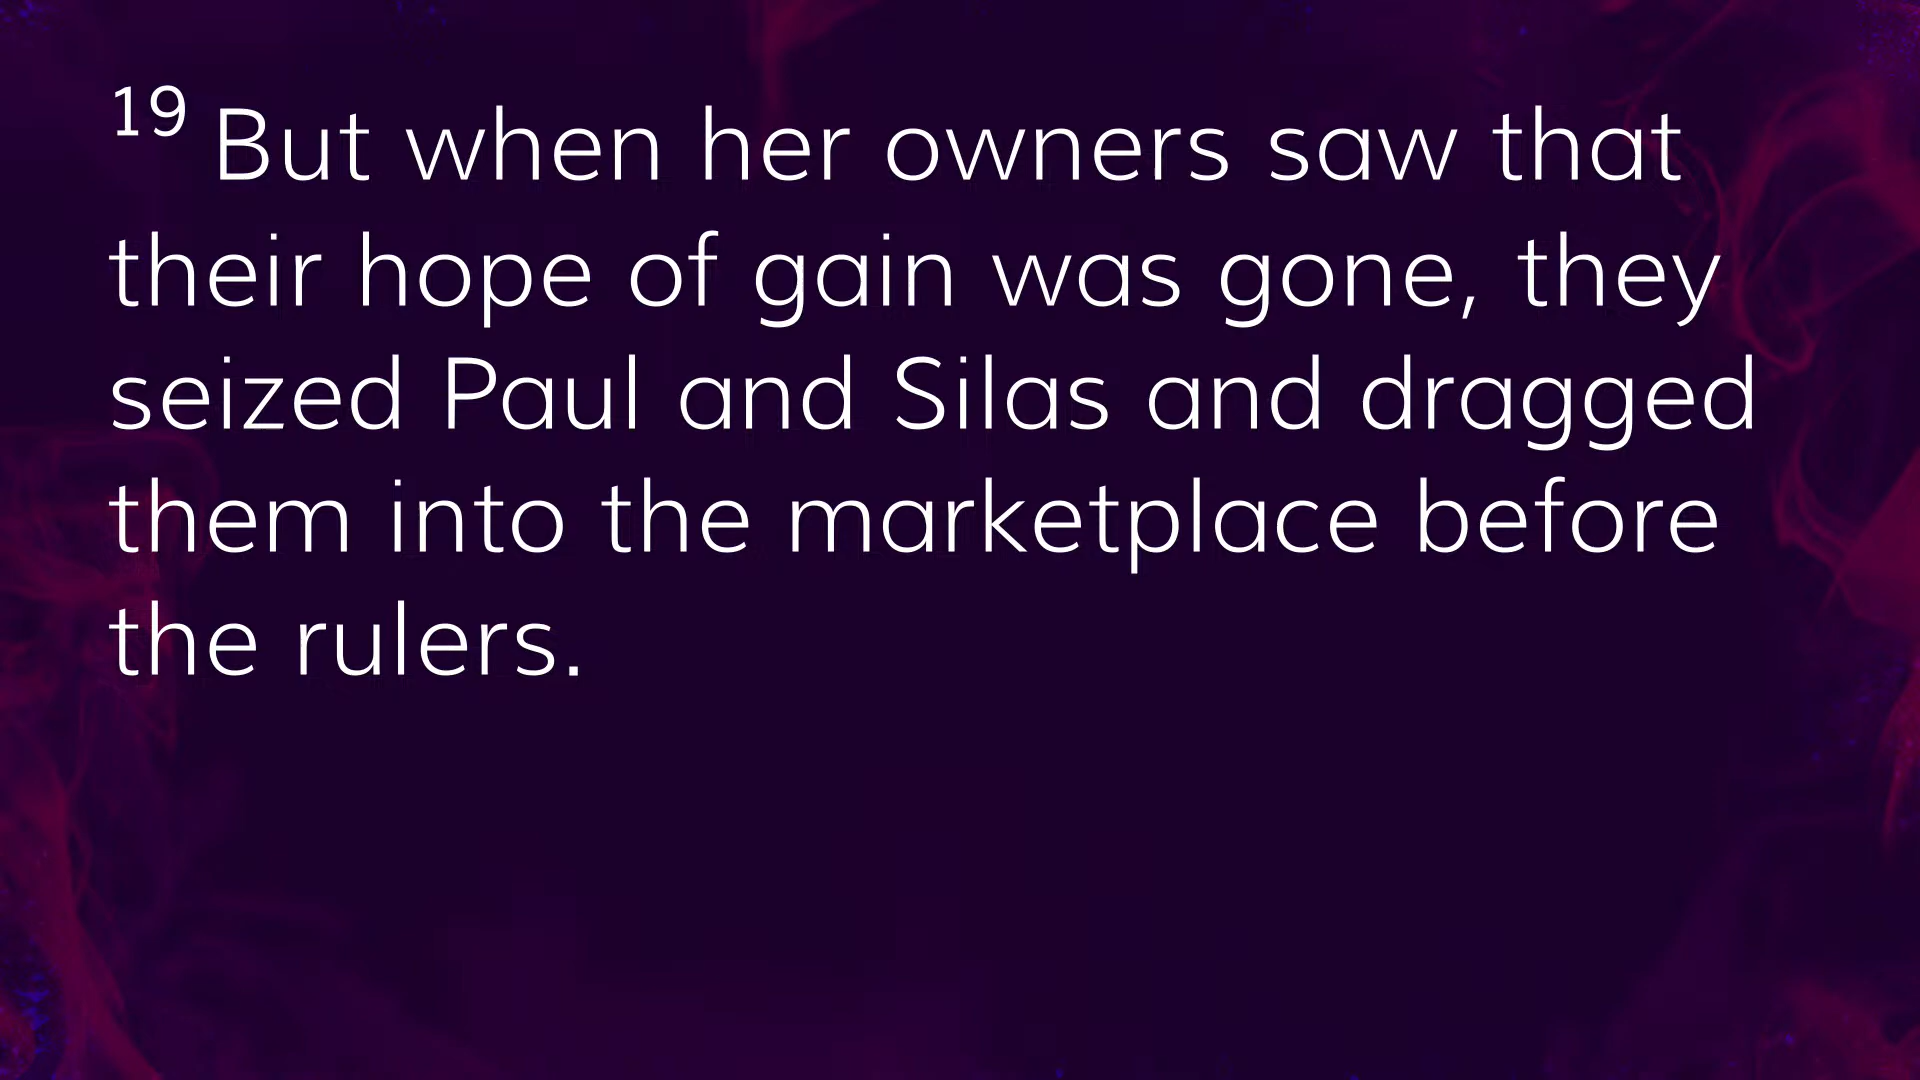 19 But when her owners saw that
their hope of gain was gone, they
seized Paul and Silas and dragged
them into the marketplace before
the rulers.